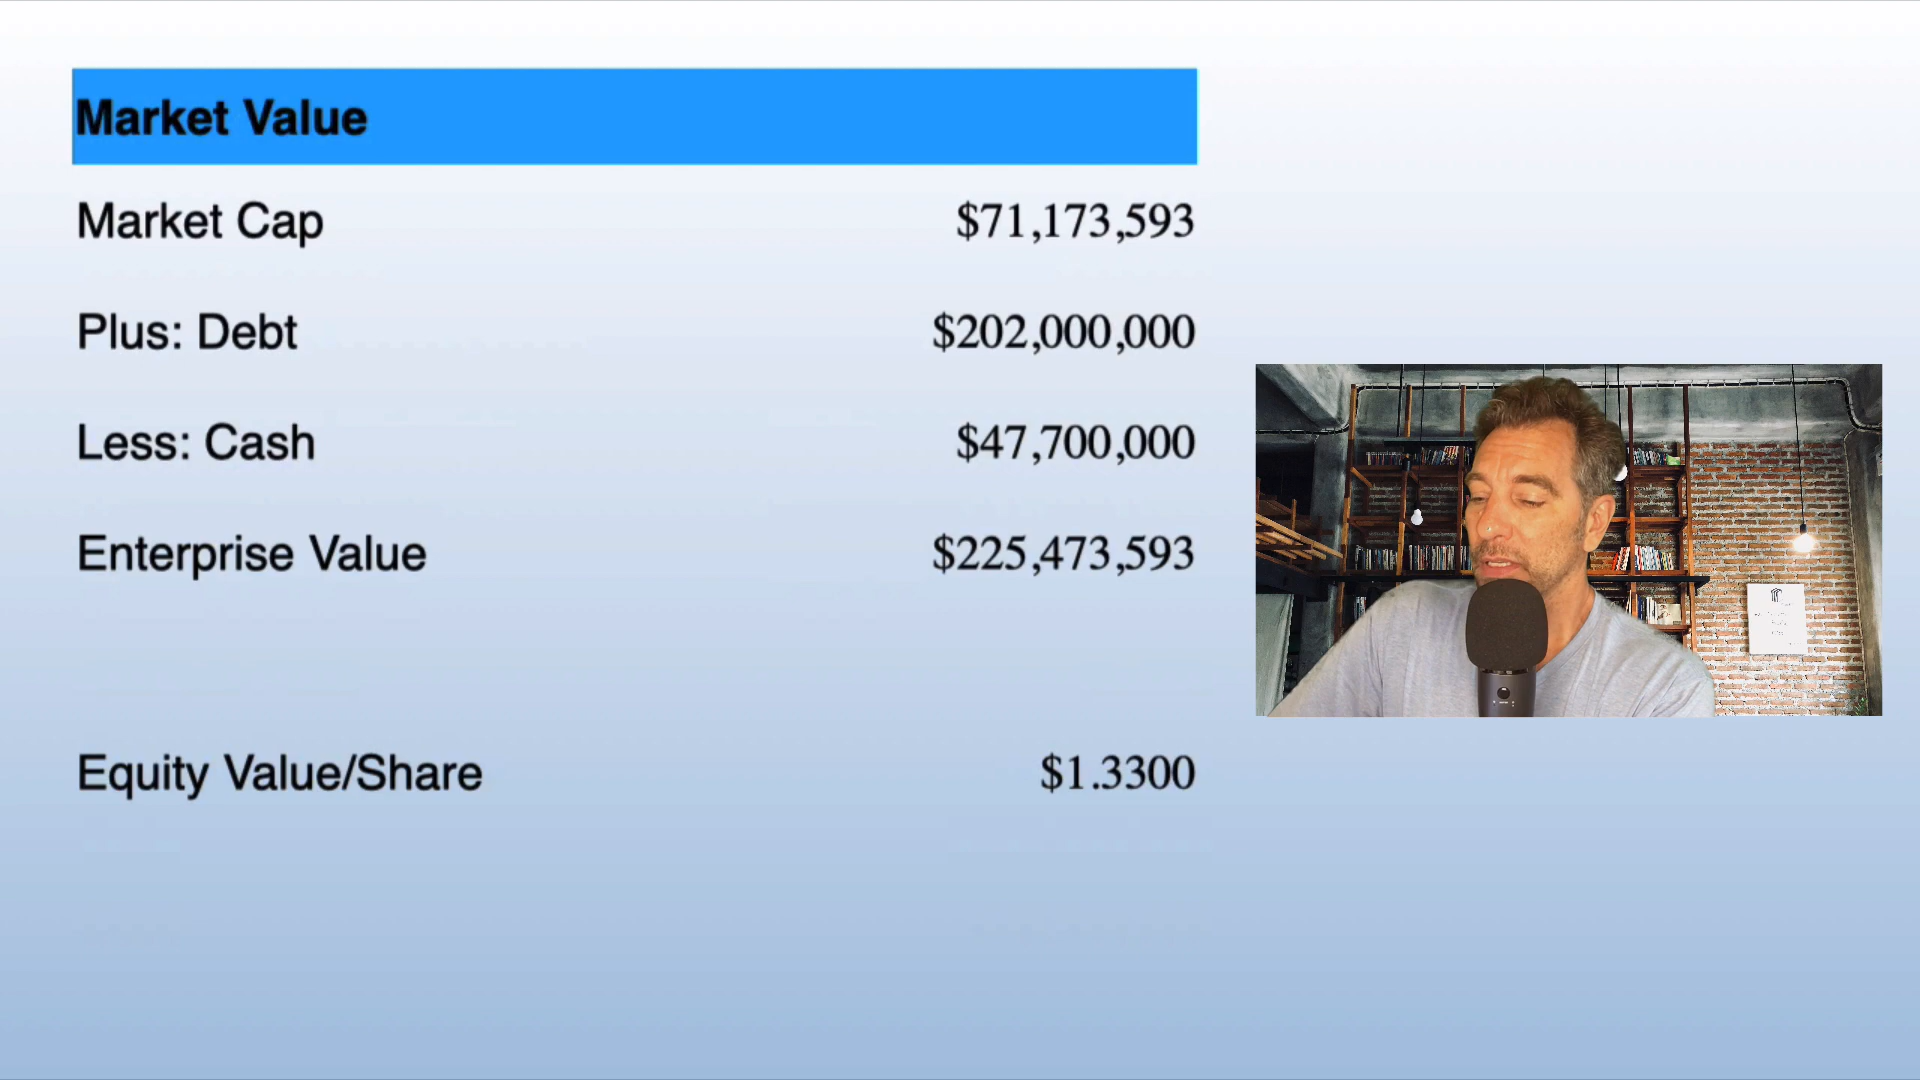 Market Value
Market Cap $71,173,593
Plus: Debt $202,000,000
Less: Cash $47,700,000
Enterprise Value $225,473,593
Equity Value/Share $1.3300